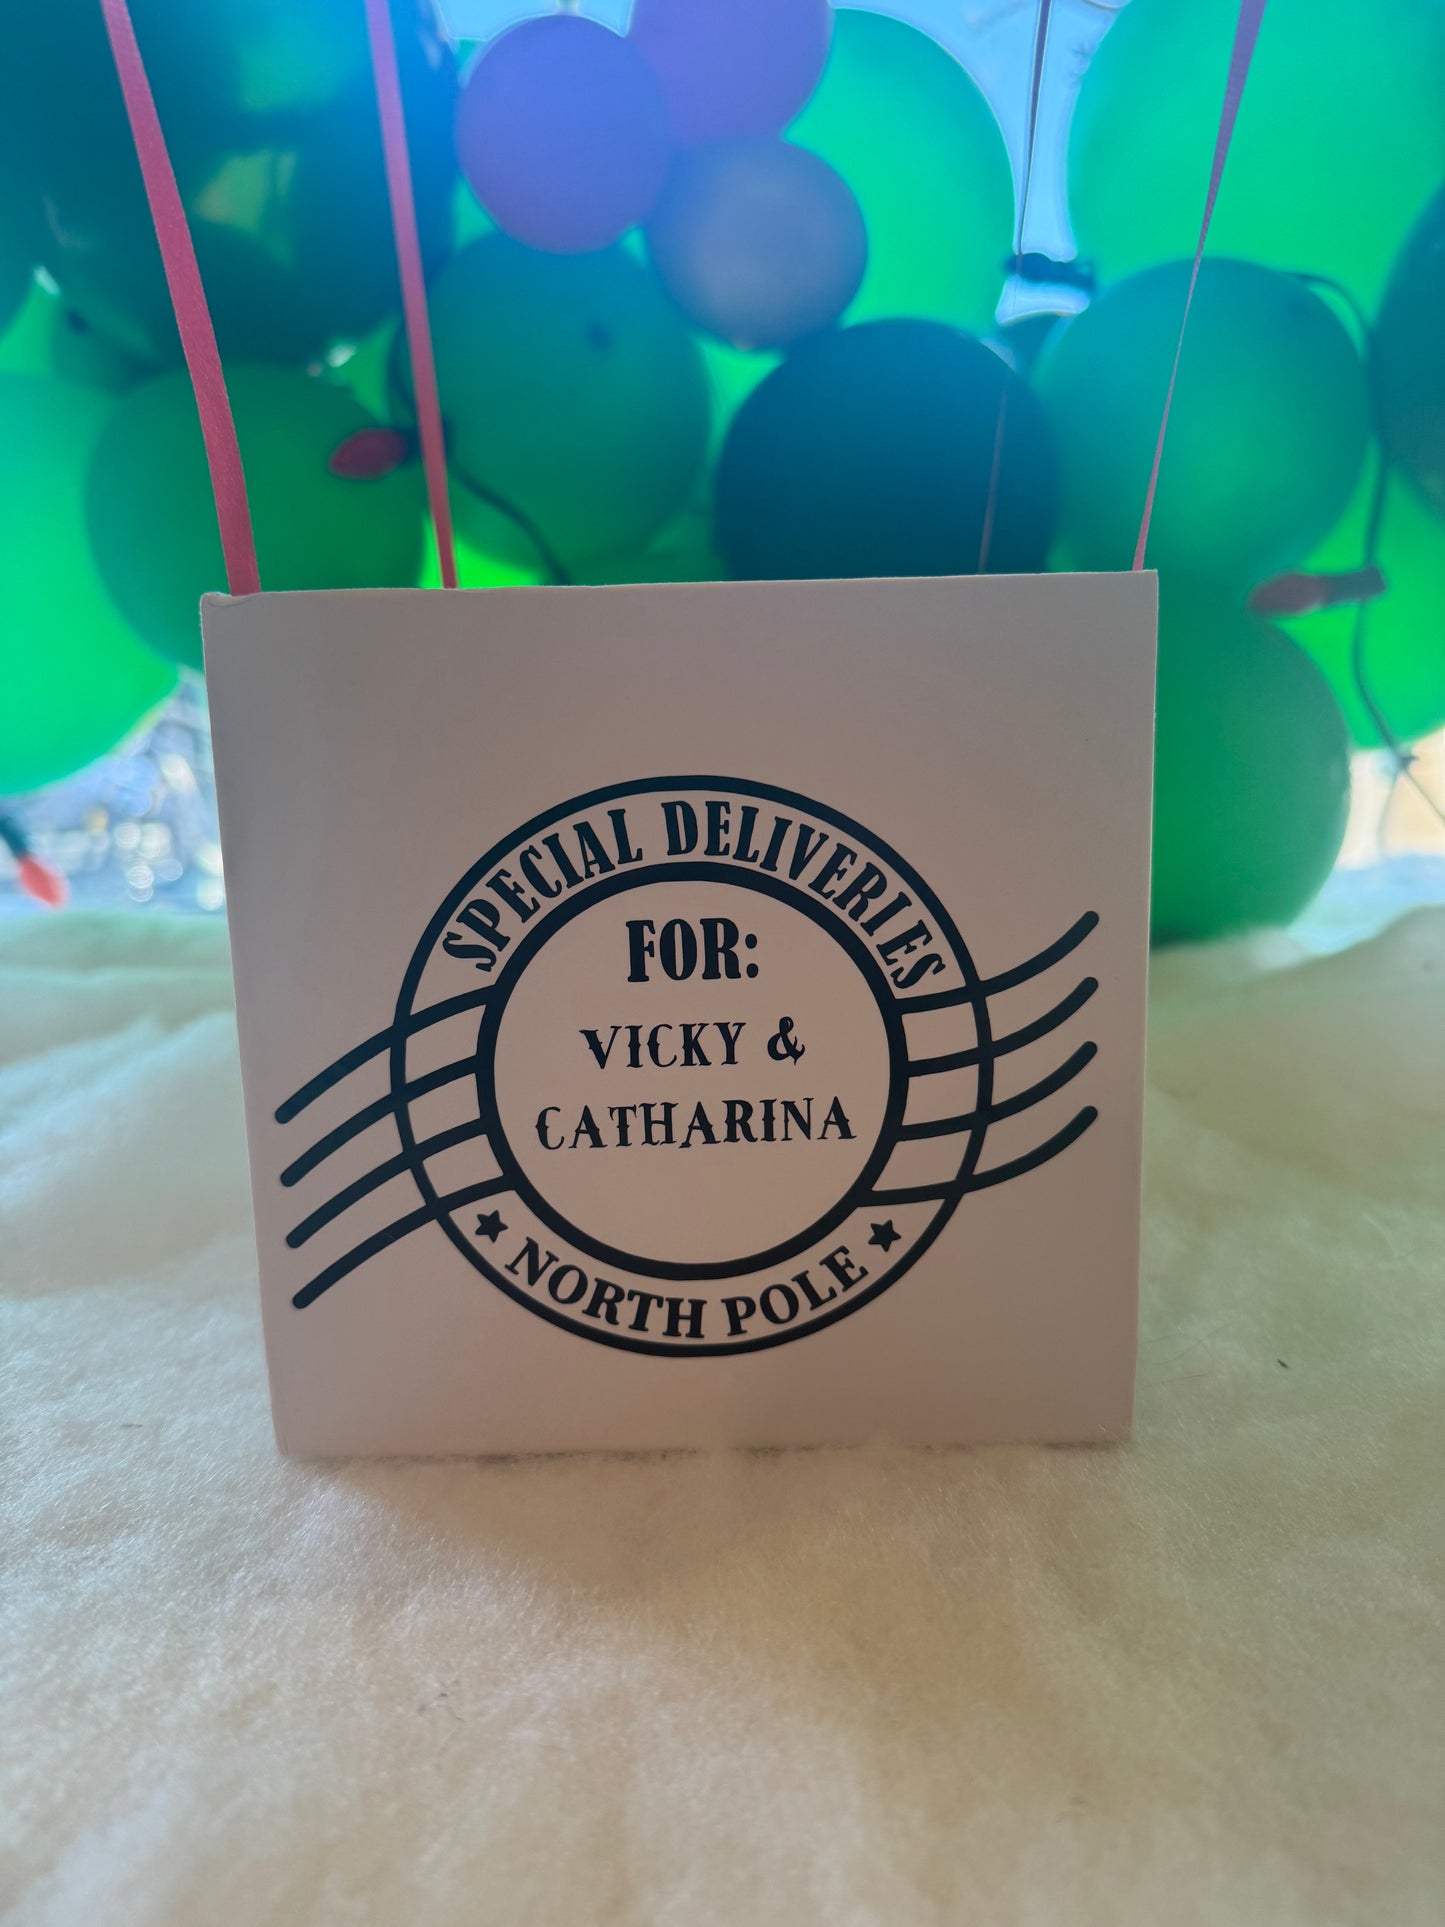 SPECIAL DELIVERIES
FOR:
VICKY &
CATHARINA
★ NORTH POLE ★